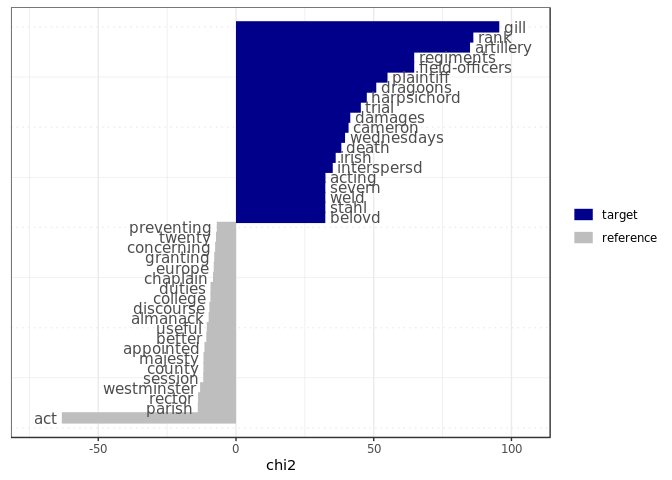 gill
rank
artillery
regiments
field-officers
plaintiff
dragoons
harpsichord
trial
damages
cameron
wednesdays
death
irish
interspersd
acting
severn
weld
stahl
belovd
preventing
twenty
concerning
granting
europe
chaplain
duties
college
discourse
almanack
useful
better
appointed
majesty
county
session
westminster
rector
parish
act
target
reference
-50 0 50 100
chi2